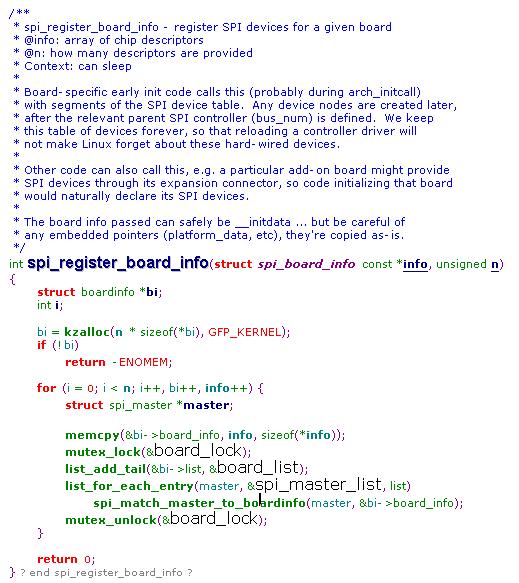 /**
 * spi_register_board_info - register SPI devices for a given board
 * @info: array of chip descriptors
 * @n: how many descriptors are provided
 * Context: can sleep
 *
 * Board-specific early init code calls this (probably during arch_initcall)
 * with segments of the SPI device table.  Any device nodes are created later,
 * after the relevant parent SPI controller (bus_num) is defined.  We keep
 * this table of devices forever, so that reloading a controller driver will
 * not make Linux forget about these hard-wired devices.
 *
 * Other code can also call this, e.g. a particular add-on board might provide
 * SPI devices through its expansion connector, so code initializing that board
 * would naturally declare its SPI devices.
 *
 * The board info passed can safely be __initdata ... but be careful of
 * any embedded pointers (platform_data, etc), they're copied as-is.
 */
int spi_register_board_info(struct spi_board_info const *info, unsigned n)
{
    struct boardinfo *bi;
    int i;

    bi = kzalloc(n * sizeof(*bi), GFP_KERNEL);
    if (!bi)
        return -ENOMEM;

    for (i = 0; i < n; i++, bi++, info++) {
        struct spi_master *master;

        memcpy(&bi->board_info, info, sizeof(*info));
        mutex_lock(&board_lock);
        list_add_tail(&bi->list, &board_list);
        list_for_each_entry(master, &spi_master_list, list)
            spi_match_master_to_boardinfo(master, &bi->board_info);
        mutex_unlock(&board_lock);
    }

    return 0;
} ? end spi_register_board_info ?